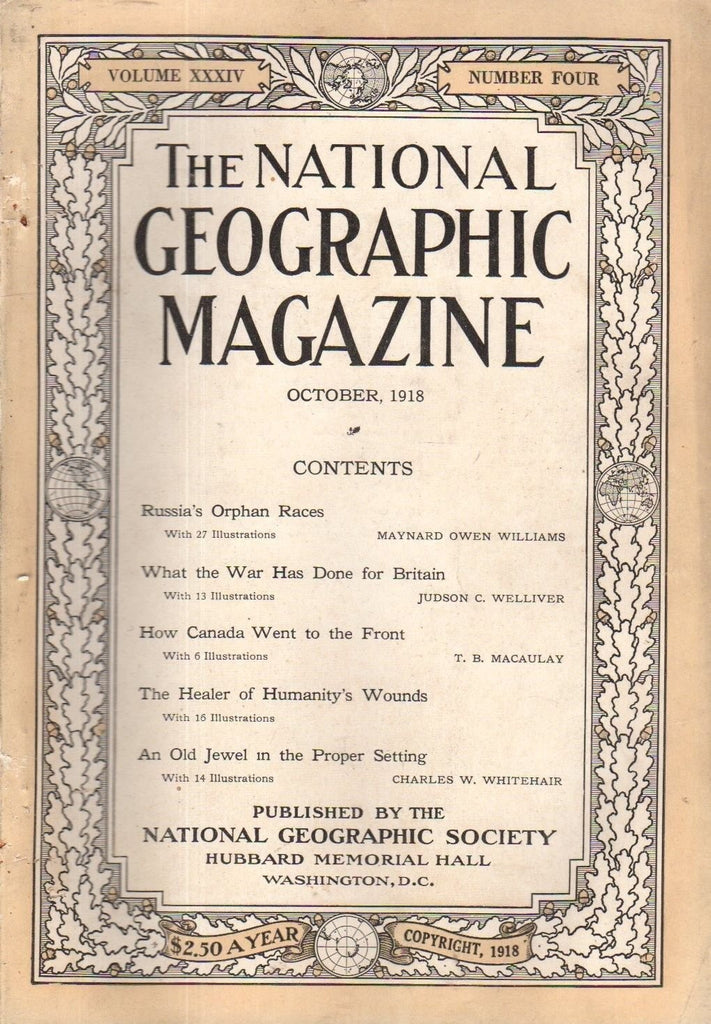 VOLUME XXXIV
NUMBER FOUR
THE NATIONAL
GEOGRAPHIC
MAGAZINE
OCTOBER, 1918
CONTENTS
Russia's Orphan Races
With 27 Illustrations MAYNARD OWEN WILLIAMS
What the War Has Done for Britain
With 13 Illustrations JUDSON C. WELLIVER
How Canada Went to the Front
With 6 Illustrations T. B. MACAULAY
The Healer of Humanity's Wounds
With 16 Illustrations
An Old Jewel in the Proper Setting
With 14 Illustrations CHARLES W. WHITEHAIR
PUBLISHED BY THE
NATIONAL GEOGRAPHIC SOCIETY
HUBBARD MEMORIAL HALL
WASHINGTON, D.C.
$2.50 A YEAR
COPYRIGHT, 1918